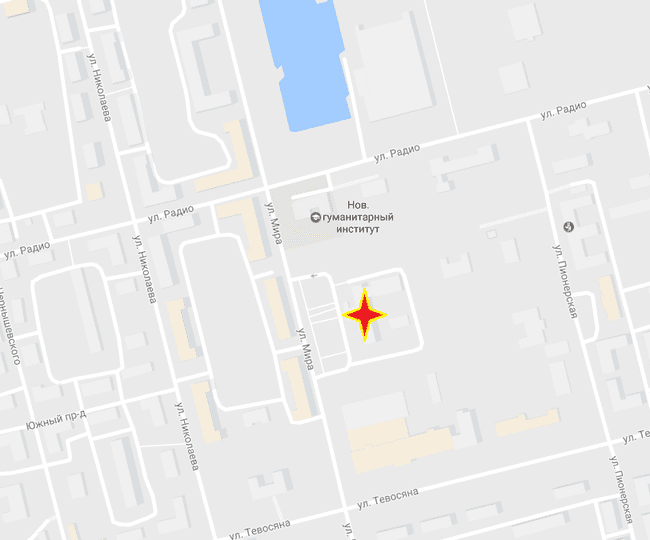 ул. Николаева
ул. Радио
ул. Радио
ул. Радио
Нов.
гуманитарный
институт
ул. Мира
ул. Николаева
ул. Пионерская
Чернышевского
ул. Мира
Южный пр-д
ул. Николаева
ул. Те
ул. Пионерская
ул. Тевосяна
ул. Тевосяна
ул.